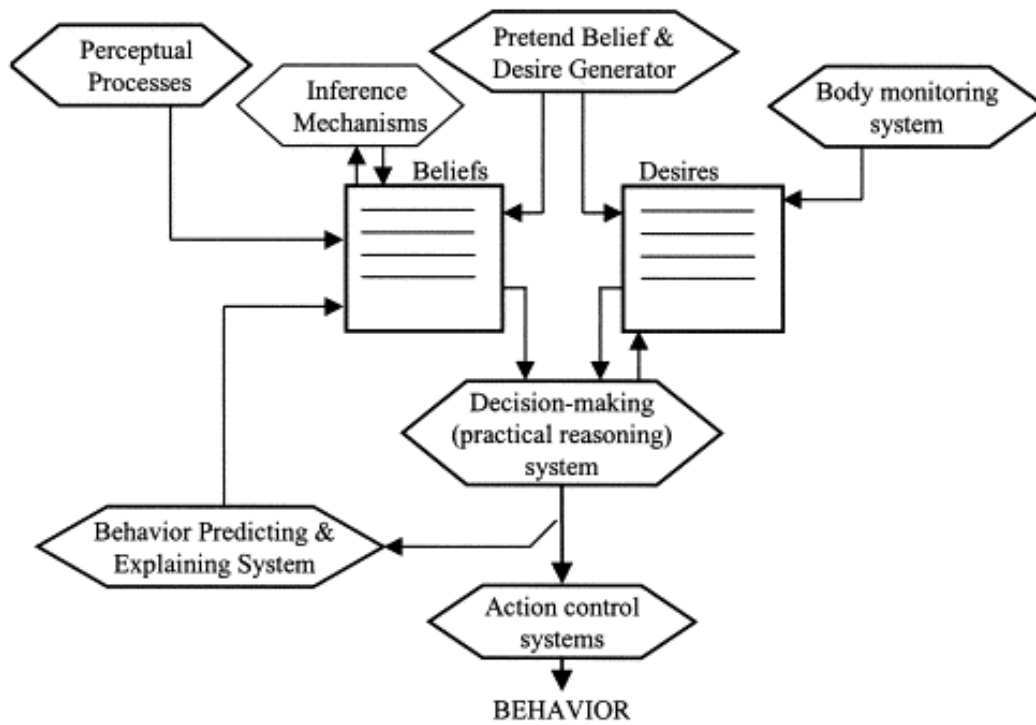 Perceptual
Processes
Pretend Belief &
Desire Generator
Inference
Mechanisms
Body monitoring
system
Beliefs
Desires
Decision-making
(practical reasoning)
system
Behavior Predicting &
Explaining System
Action control
systems
BEHAVIOR